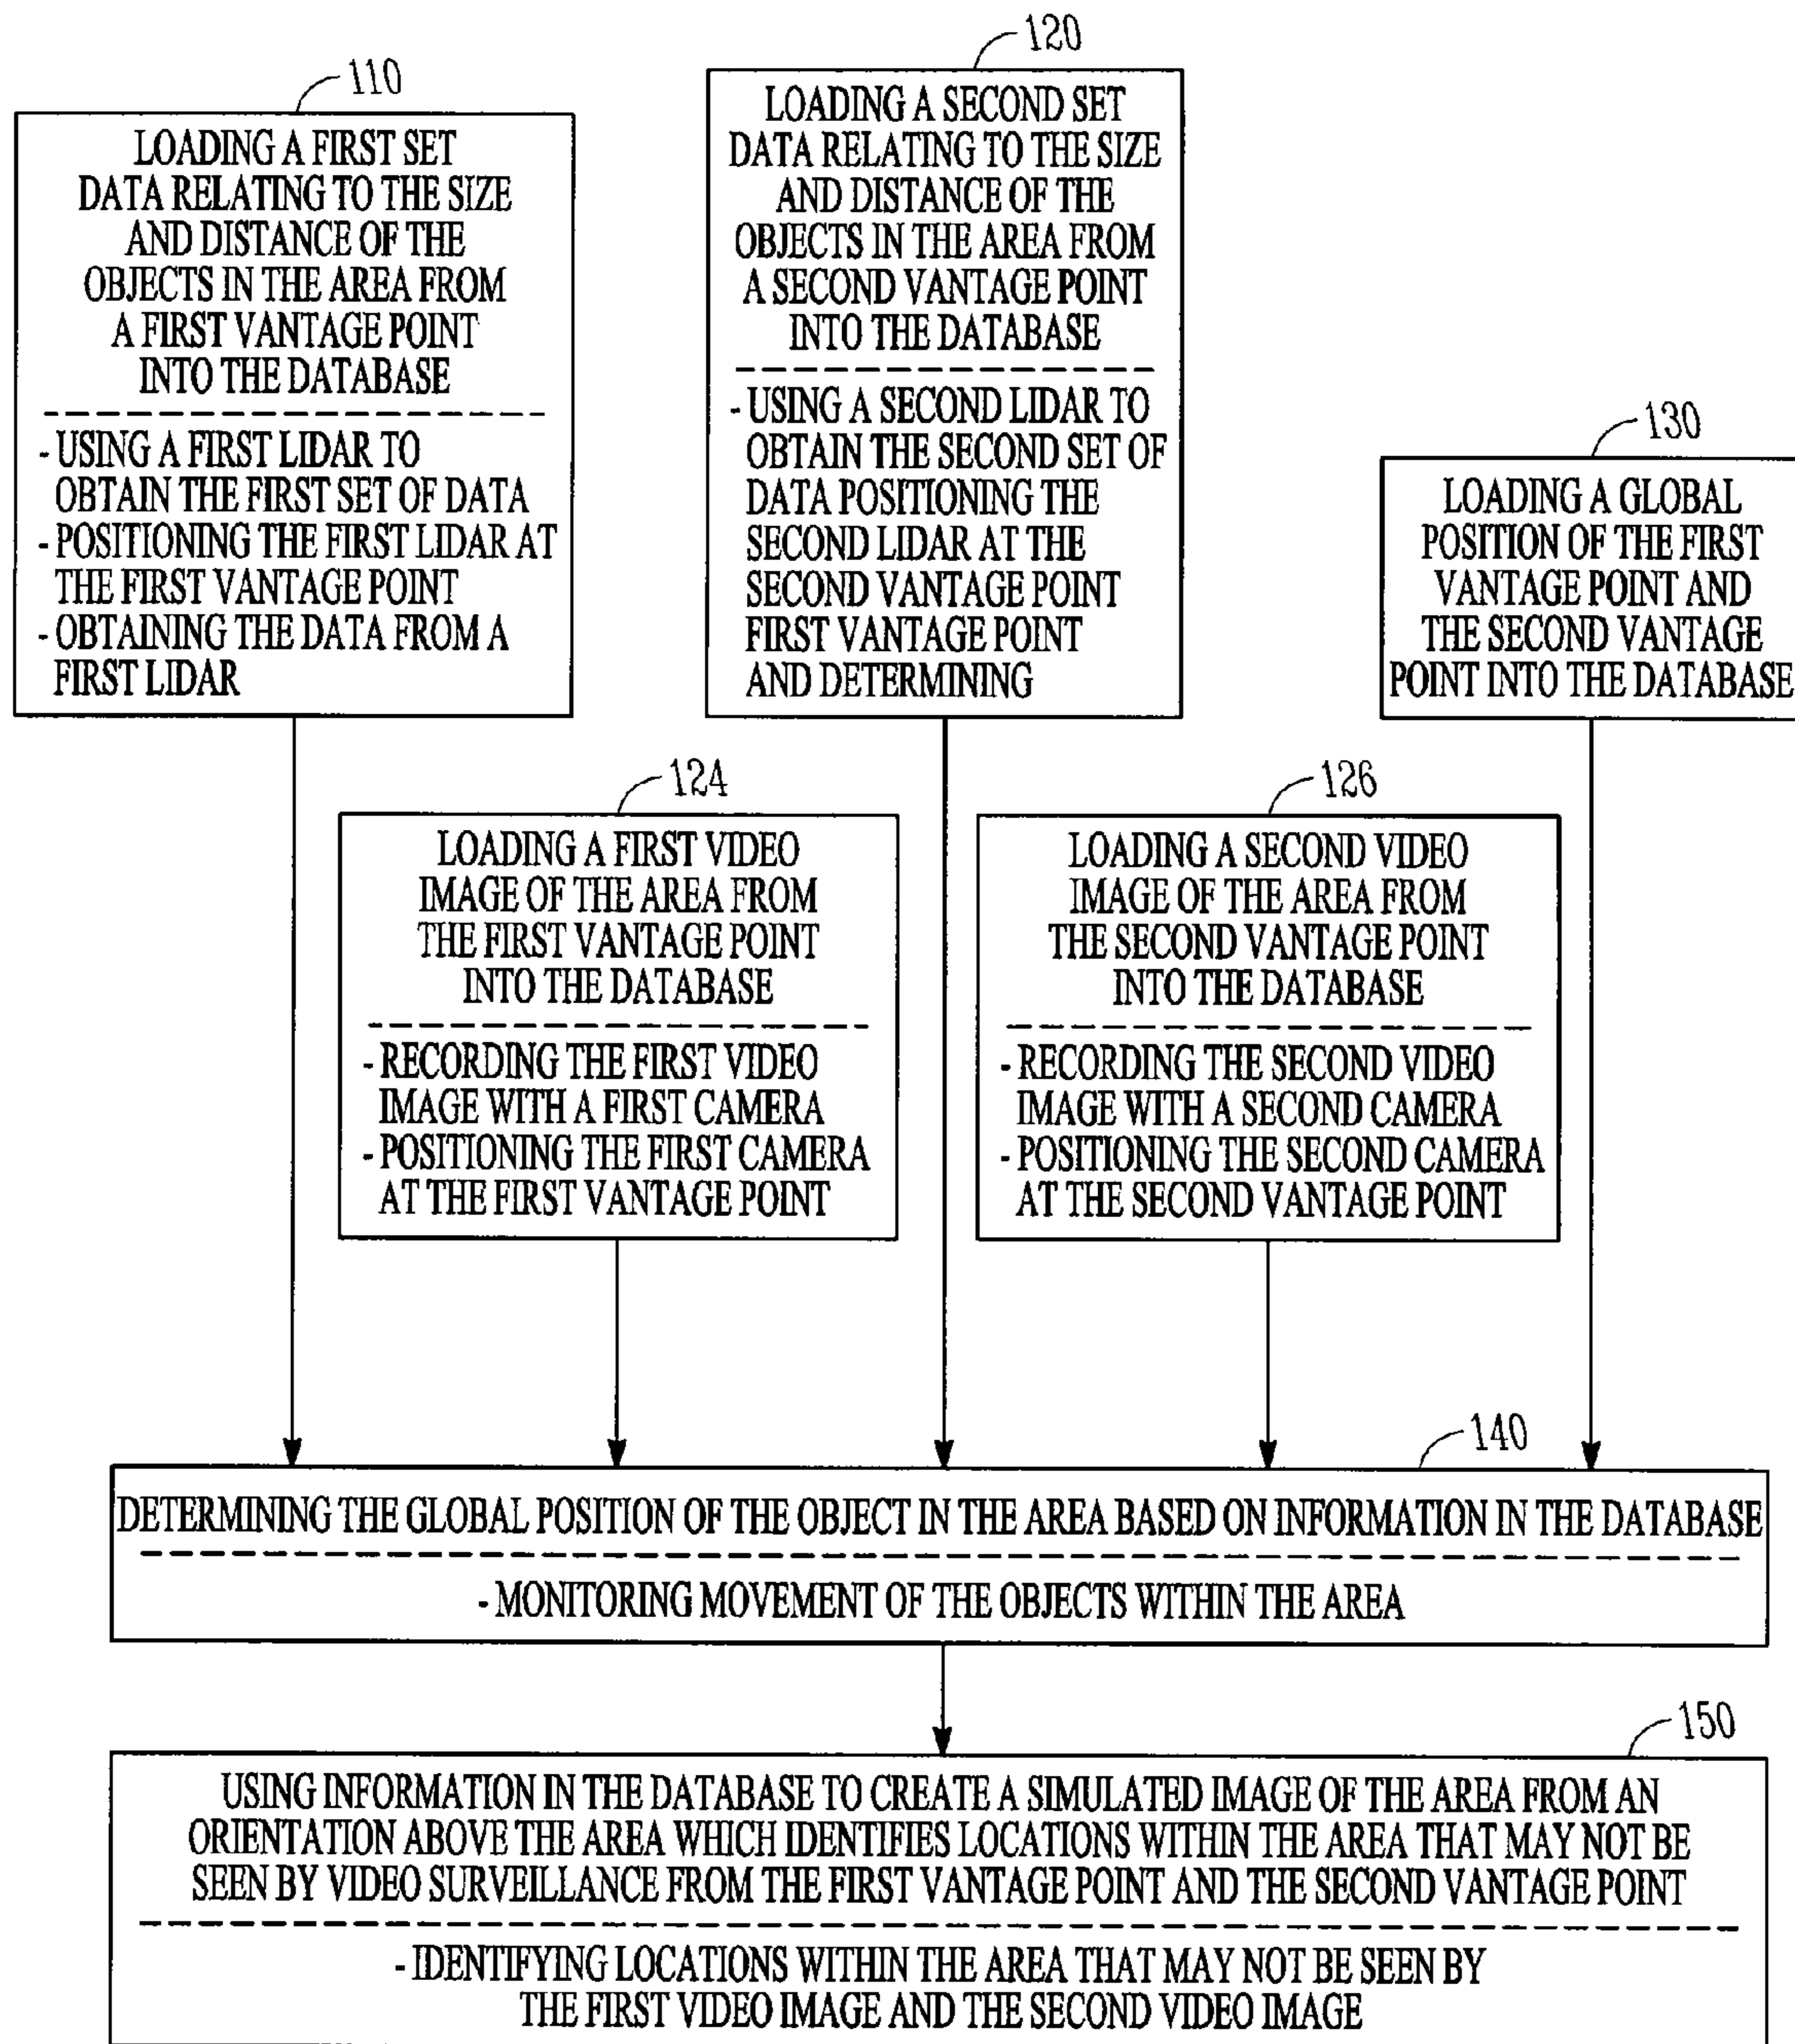 110
LOADING A FIRST SET
DATA RELATING TO THE SIZE
AND DISTANCE OF THE
OBJECTS IN THE AREA FROM
A FIRST VANTAGE POINT
INTO THE DATABASE
- USING A FIRST LIDAR TO
OBTAIN THE FIRST SET OF DATA
- POSITIONING THE FIRST LIDAR AT
THE FIRST VANTAGE POINT
- OBTAINING THE DATA FROM A
FIRST LIDAR
120
LOADING A SECOND SET
DATA RELATING TO THE SIZE
AND DISTANCE OF THE
OBJECTS IN THE AREA FROM
A SECOND VANTAGE POINT
INTO THE DATABASE
- USING A SECOND LIDAR TO
OBTAIN THE SECOND SET OF
DATA POSITIONING THE
SECOND LIDAR AT THE
SECOND VANTAGE POINT
FIRST VANTAGE POINT
AND DETERMINING
130
LOADING A GLOBAL
POSITION OF THE FIRST
VANTAGE POINT AND
THE SECOND VANTAGE
POINT INTO THE DATABASE
124
LOADING A FIRST VIDEO
IMAGE OF THE AREA FROM
THE FIRST VANTAGE POINT
INTO THE DATABASE
- RECORDING THE FIRST VIDEO
IMAGE WITH A FIRST CAMERA
- POSITIONING THE FIRST CAMERA
AT THE FIRST VANTAGE POINT
126
LOADING A SECOND VIDEO
IMAGE OF THE AREA FROM
THE SECOND VANTAGE POINT
INTO THE DATABASE
- RECORDING THE SECOND VIDEO
IMAGE WITH A SECOND CAMERA
- POSITIONING THE SECOND CAMERA
AT THE SECOND VANTAGE POINT
140
DETERMINING THE GLOBAL POSITION OF THE OBJECT IN THE AREA BASED ON INFORMATION IN THE DATABASE
- MONITORING MOVEMENT OF THE OBJECTS WITHIN THE AREA
150
USING INFORMATION IN THE DATABASE TO CREATE A SIMULATED IMAGE OF THE AREA FROM AN
ORIENTATION ABOVE THE AREA WHICH IDENTIFIES LOCATIONS WITHIN THE AREA THAT MAY NOT BE
SEEN BY VIDEO SURVEILLANCE FROM THE FIRST VANTAGE POINT AND THE SECOND VANTAGE POINT
- IDENTIFYING LOCATIONS WITHIN THE AREA THAT MAY NOT BE SEEN BY
THE FIRST VIDEO IMAGE AND THE SECOND VIDEO IMAGE